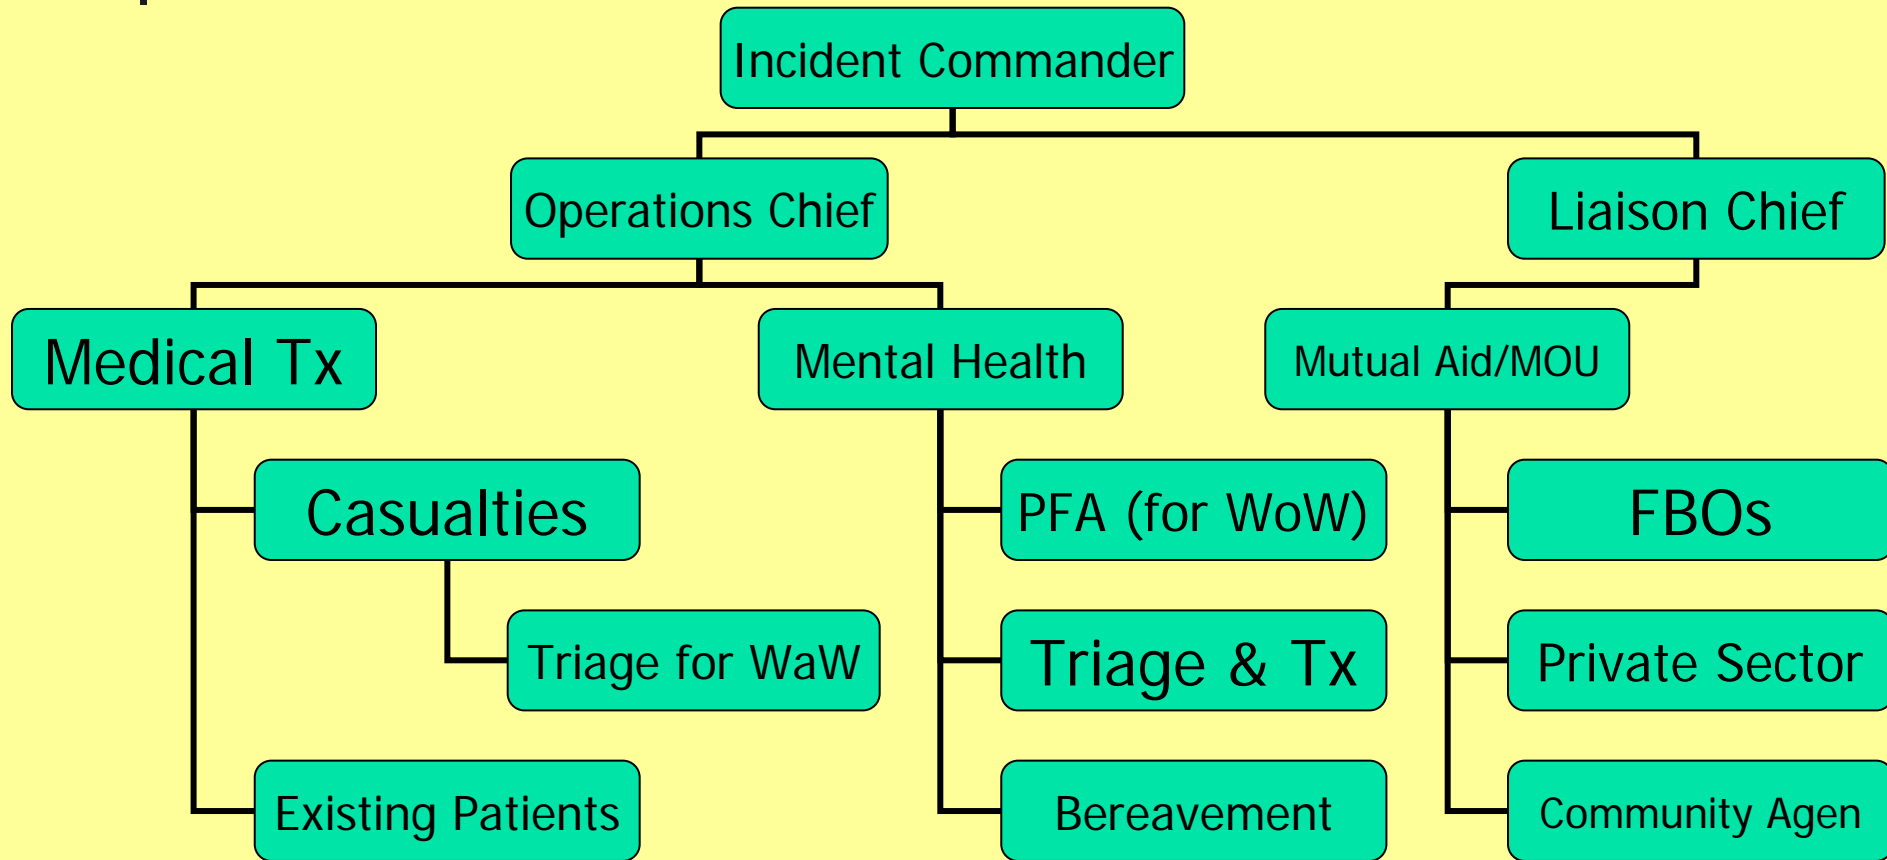 Incident Commander
Operations Chief
Liaison Chief
Medical Tx
Mental Health
Mutual Aid/MOU
Casualties
PFA (for WoW)
FBOs
Triage for WaW
Triage & Tx
Private Sector
Existing Patients
Bereavement
Community Agen